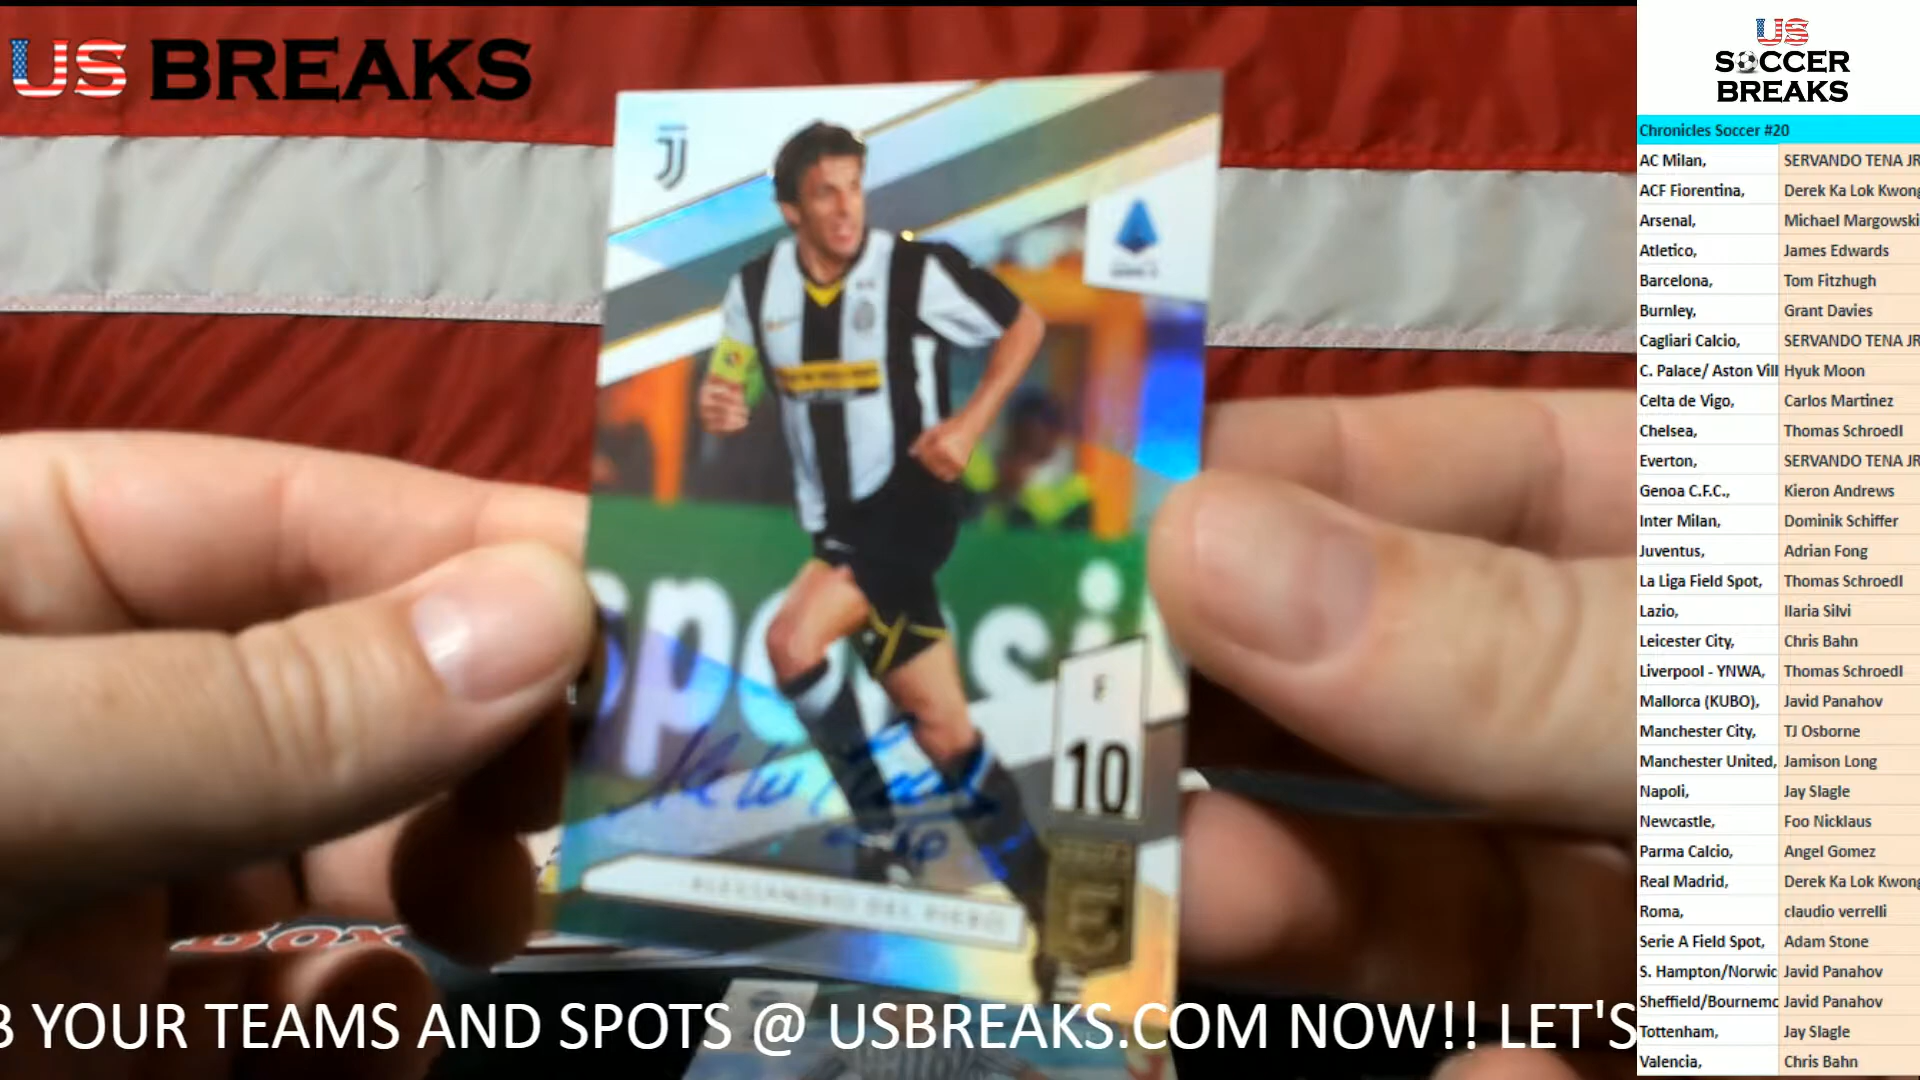 US BREAKS
F
10
ALESSANDRO DEL PIERO
BOX
YOUR TEAMS AND SPOTS @ USBREAKS.COM NOW!! LET'S
US
SOCCER
BREAKS
Chronicles Soccer #20
AC Milan, SERVANDO TENA JR
ACF Fiorentina, Derek Ka Lok Kwong
Arsenal, Michael Margowski
Atletico, James Edwards
Barcelona, Tom Fitzhugh
Burnley, Grant Davies
Cagliari Calcio, SERVANDO TENA JR
C. Palace/ Aston Vill Hyuk Moon
Celta de Vigo, Carlos Martinez
Chelsea, Thomas Schroedl
Everton, SERVANDO TENA JR
Genoa C.F.C., Kieron Andrews
Inter Milan, Dominik Schiffer
Juventus, Adrian Fong
La Liga Field Spot, Thomas Schroedl
Lazio, Ilaria Silvi
Leicester City, Chris Bahn
Liverpool - YNWA, Thomas Schroedl
Mallorca (KUBO), Javid Panahov
Manchester City, TJ Osborne
Manchester United, Jamison Long
Napoli, Jay Slagle
Newcastle, Foo Nicklaus
Parma Calcio, Angel Gomez
Real Madrid, Derek Ka Lok Kwong
Roma, claudio verrelli
Serie A Field Spot, Adam Stone
S. Hampton/Norwic Javid Panahov
Sheffield/Bournemo Javid Panahov
Tottenham, Jay Slagle
Valencia, Chris Bahn